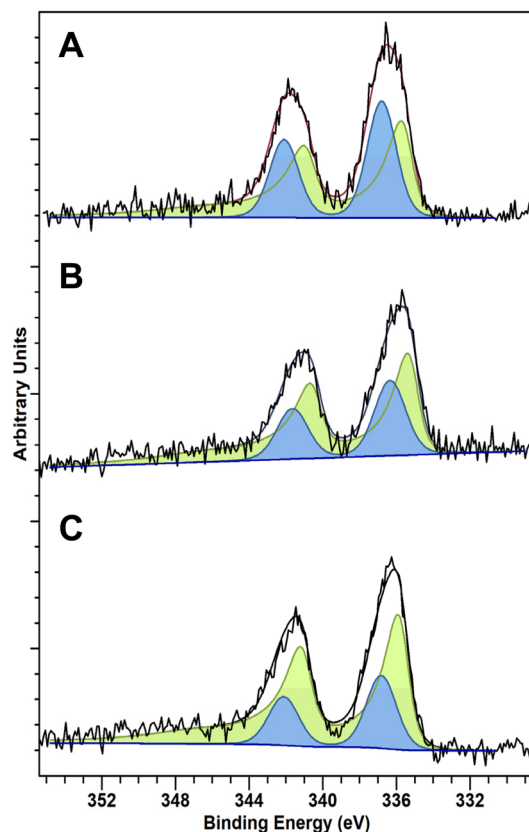 A
B
C
Arbitrary Units
352 348 344 340 336 332
Binding Energy (eV)